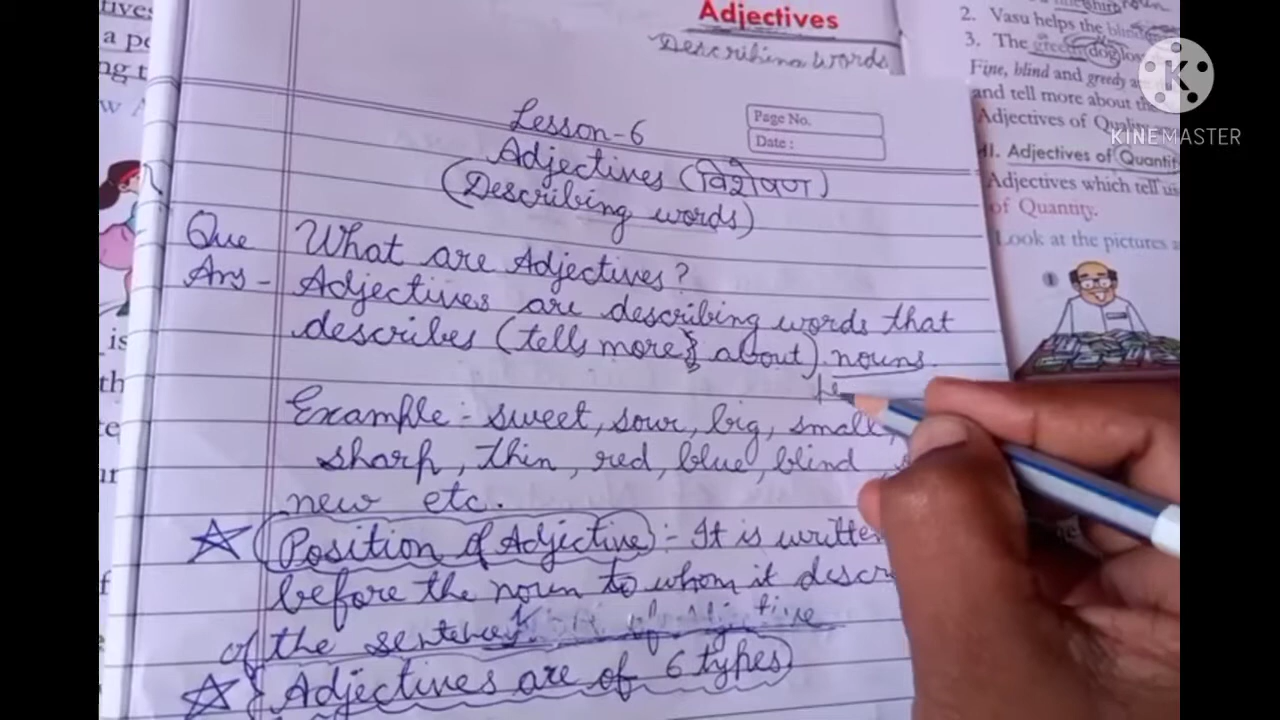 Adjectives
Describing words
2. Vasu helps the blind
3. The greedy dog
Fine, blind and greedy
and tell more about the
Adjectives of
III. Adjectives of Quantit
Adjectives which tell us
of Quantity.
Look at the pictures a
KINEMASTER
Page No.
Date :
Lesson-6
Adjectives (विशेषण)
(Describing words)
Que What are Adjectives?
Ans - Adjectives are describing words that
describes (tells more about) nouns.
Example:- sweet, sour, big, small,
sharp, thin, red, blue, blind,
new etc.
Position of Adjective :- It is written
before the noun to whom it descr
of the sentence.
Adjectives are of 6 types